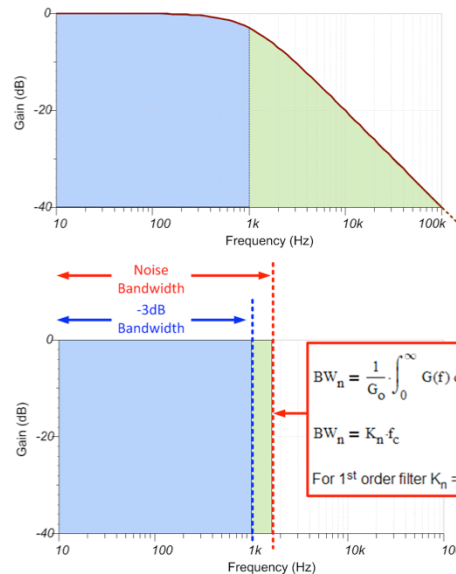 -0
-20
-40
Gain (dB)
10 100 1k 10k 100k
Frequency (Hz)
Noise
Bandwidth
-3dB
Bandwidth
-0
-20
-40
Gain (dB)
BWn = 1/Go · ∫0∞ G(f)
BWn = Kn·fc
For 1st order filter Kn =
10 100 1k 10k 100
Frequency (Hz)